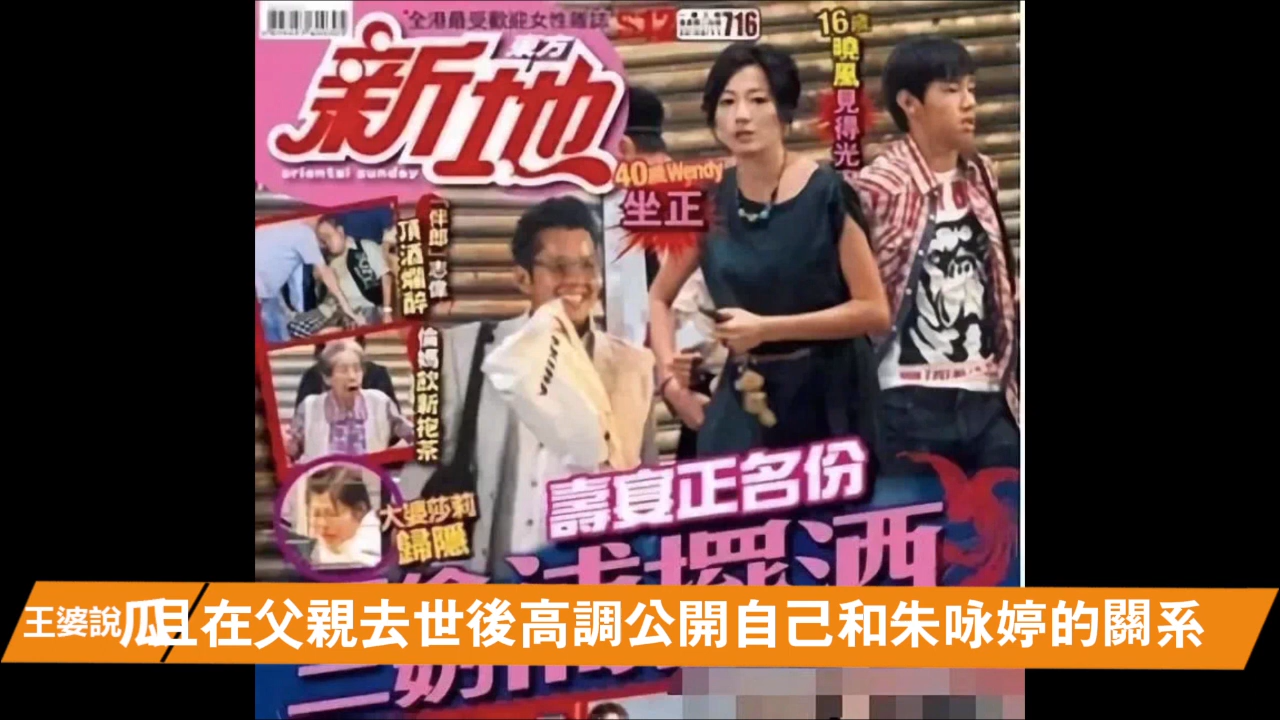 全港最受歡迎女性雜誌
東方
新地
oriental sunday
$12
716
16歲
曉風
見得光
40歲Wendy
坐正
「伴郎」志偉
頂酒爛醉
倫媽飲新抱茶
大婆莎莉
歸隱
壽宴正名份
擺酒
王婆說瓜
且在父親去世後高調公開自己和朱咏婷的關系